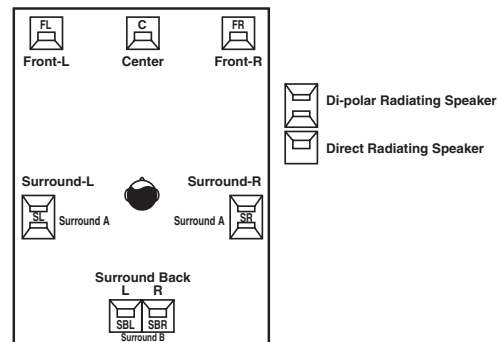 FL C FR
Front-L Center Front-R
Di-polar Radiating Speaker
Direct Radiating Speaker
Surround-L Surround-R
SL Surround A Surround A SR
Surround Back
L R
SBL SBR
Surround B